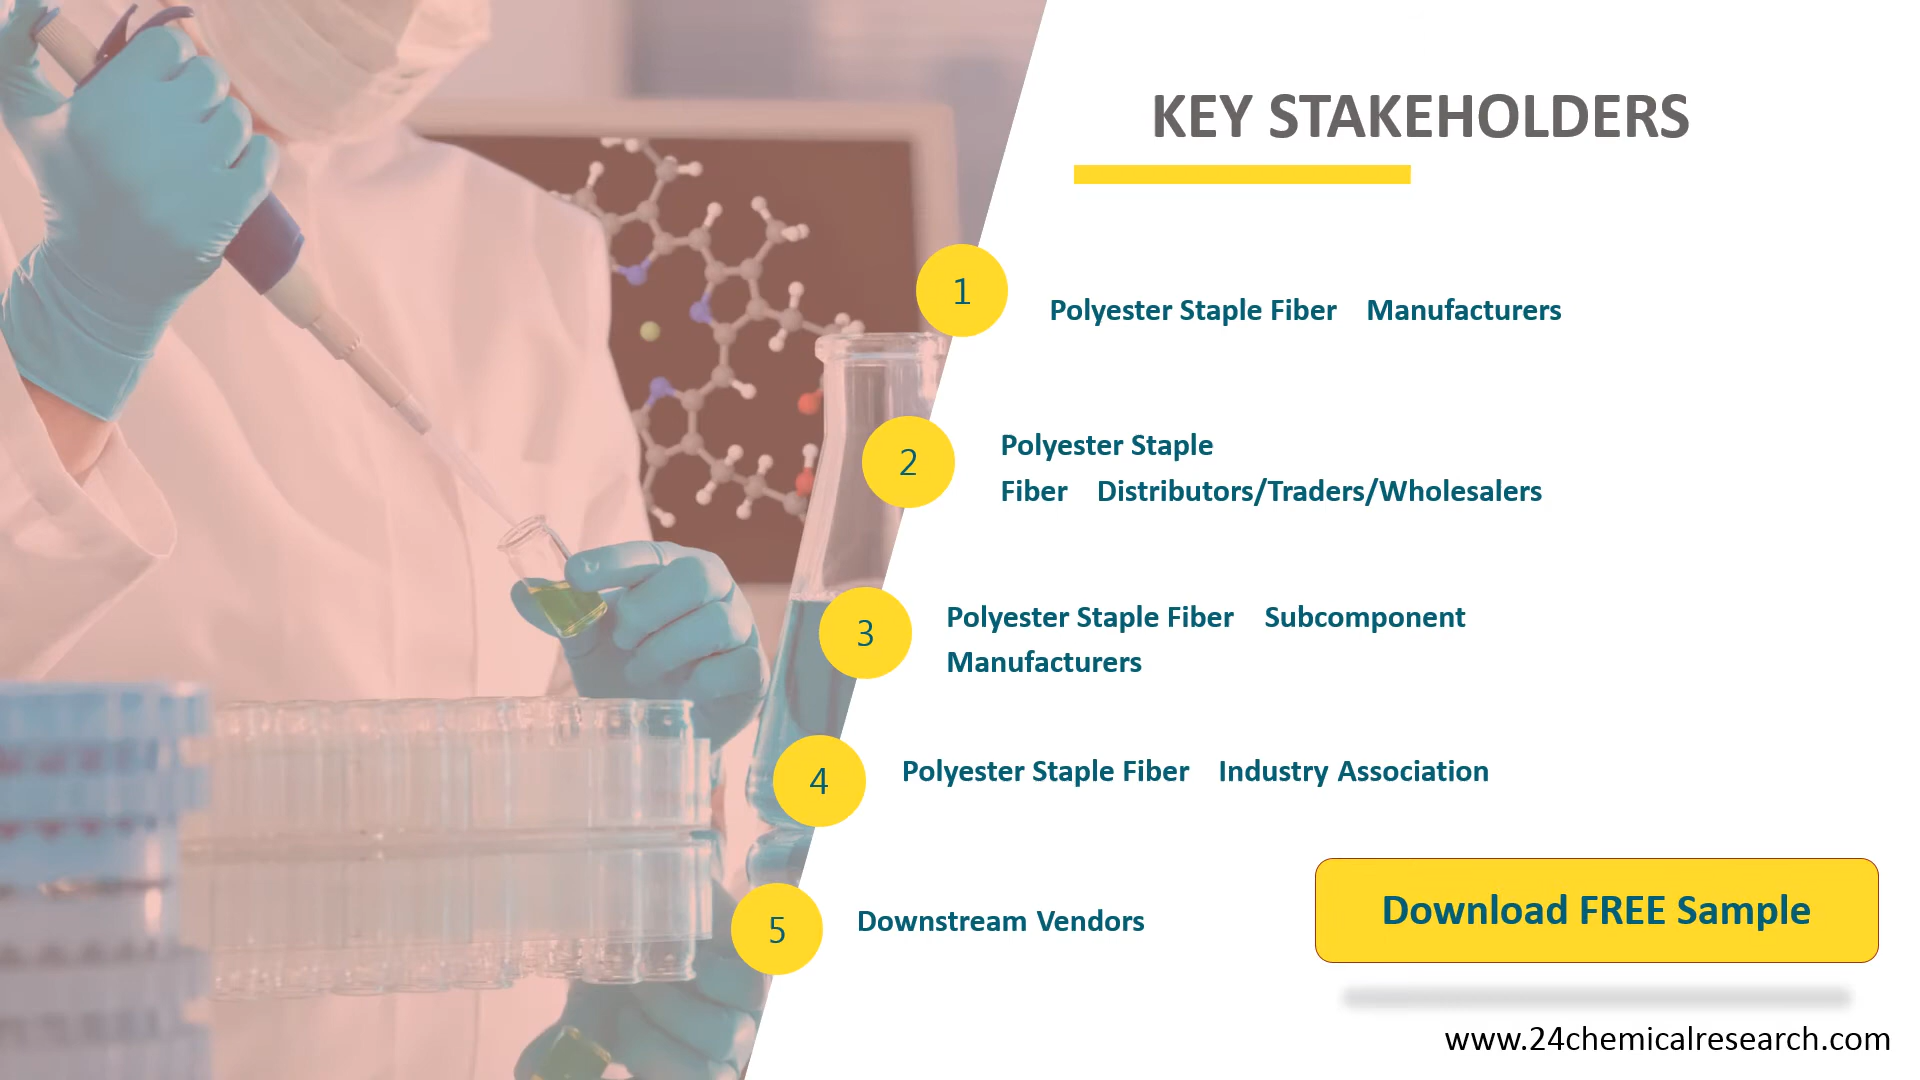 KEY STAKEHOLDERS
1
Polyester Staple Fiber Manufacturers
2
Polyester Staple
Fiber Distributors/Traders/Wholesalers
3
Polyester Staple Fiber Subcomponent
Manufacturers
4
Polyester Staple Fiber Industry Association
5
Downstream Vendors
Download FREE Sample
www.24chemicalresearch.com